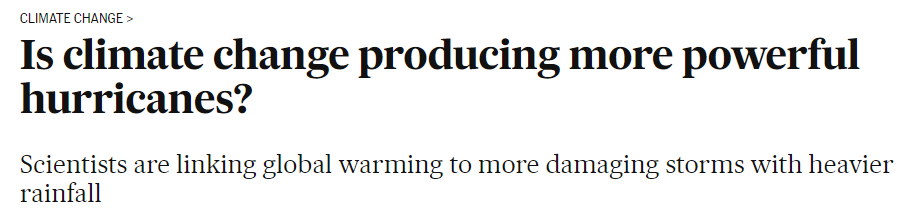 CLIMATE CHANGE >
Is climate change producing more powerful
hurricanes?
Scientists are linking global warming to more damaging storms with heavier
rainfall